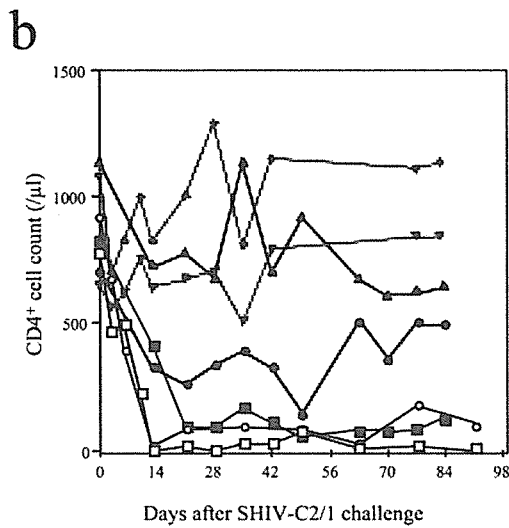 b
1500
1000
500
0
CD4+ cell count (/µl)
0 14 28 42 56 70 84 98
Days after SHIV-C2/1 challenge